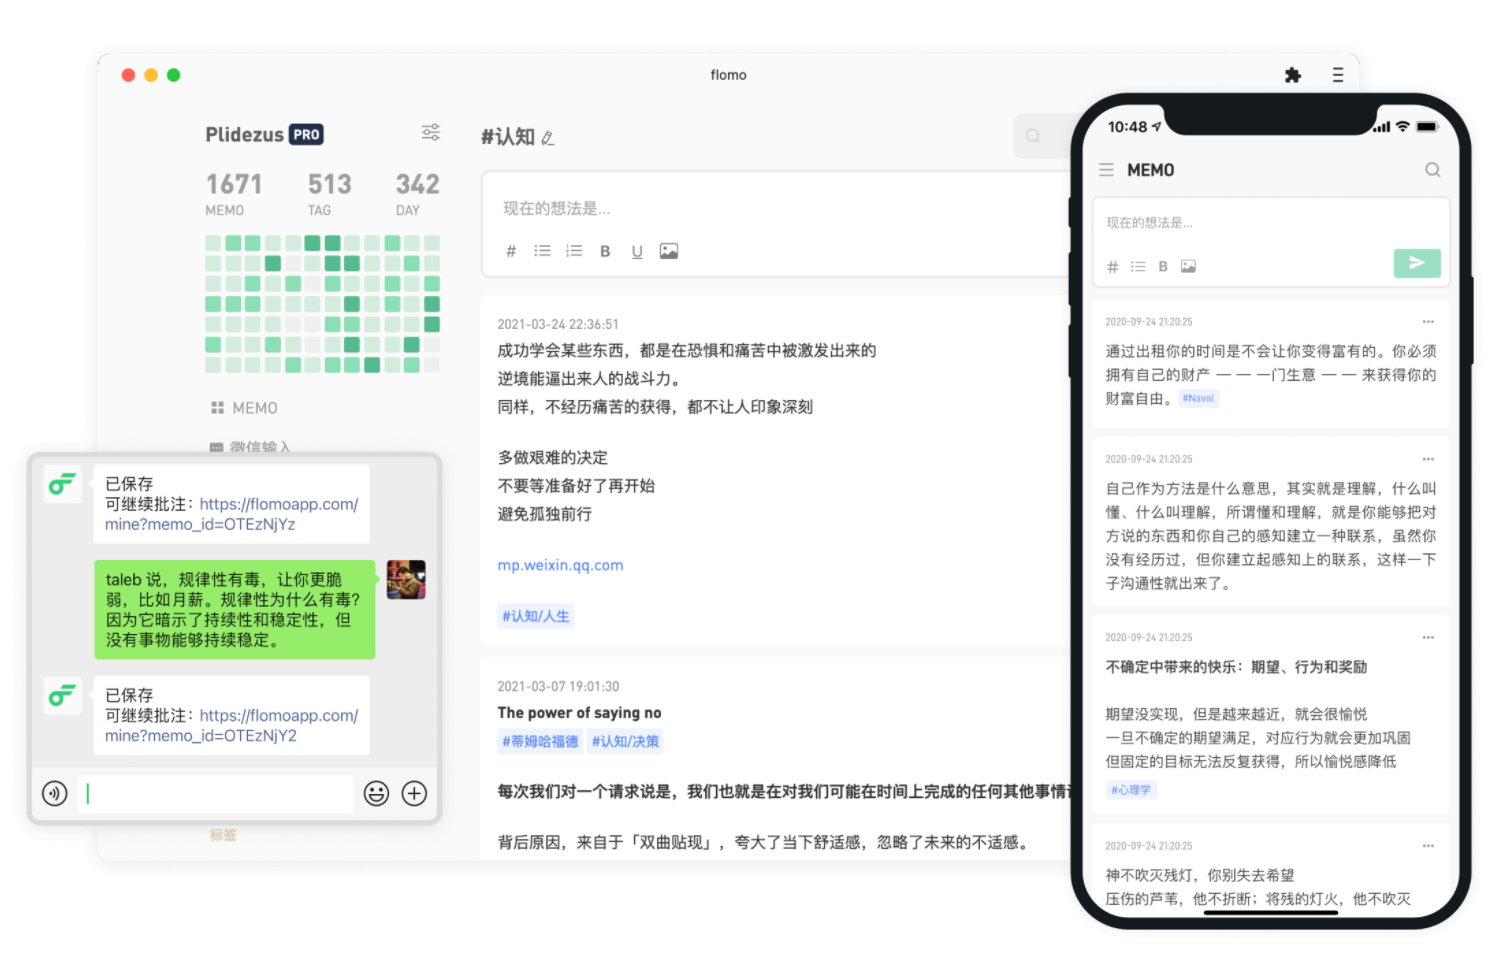 flomo
Plidezus PRO
1671
MEMO
513
TAG
342
DAY
MEMO
微信输入
标签
#认知
现在的想法是...
# B U
2021-03-24 22:36:51
成功学会某些东西，都是在恐惧和痛苦中被激发出来的
逆境能逼出来人的战斗力。
同样，不经历痛苦的获得，都不让人印象深刻
多做艰难的决定
不要等准备好了再开始
避免孤独前行
mp.weixin.qq.com
#认知/人生
2021-03-07 19:01:30
The power of saying no
#蒂姆哈福德 #认知/决策
每次我们对一个请求说是，我们也就是在对我们可能在时间上完成的任何其他事情
背后原因，来自于「双曲贴现」，夸大了当下舒适感，忽略了未来的不适感。
已保存
可继续批注：https://flomoapp.com/
mine?memo_id=OTEzNjYz
taleb 说，规律性有毒，让你更脆
弱，比如月薪。规律性为什么有毒？
因为它暗示了持续性和稳定性，但
没有事物能够持续稳定。
已保存
可继续批注：https://flomoapp.com/
mine?memo_id=OTEzNjY2
10:48
MEMO
现在的想法是...
# B
2020-09-24 21:20:25
通过出租你的时间是不会让你变得富有的。你必须
拥有自己的财产 — — 一门生意 — — 来获得你的
财富自由。 #Naval
2020-09-24 21:20:25
自己作为方法是什么意思，其实就是理解，什么叫
懂、什么叫理解，所谓懂和理解，就是你能够把对
方说的东西和你自己的感知建立一种联系，虽然你
没有经历过，但你建立起感知上的联系，这样一下
子沟通性就出来了。
2020-09-24 21:20:25
不确定中带来的快乐：期望、行为和奖励
期望没实现，但是越来越近，就会很愉悦
一旦不确定的期望满足，对应行为就会更加巩固
但固定的目标无法反复获得，所以愉悦感降低
#心理学
2020-09-24 21:20:25
神不吹灭残灯，你别失去希望
压伤的芦苇，他不折断；将残的灯火，他不吹灭